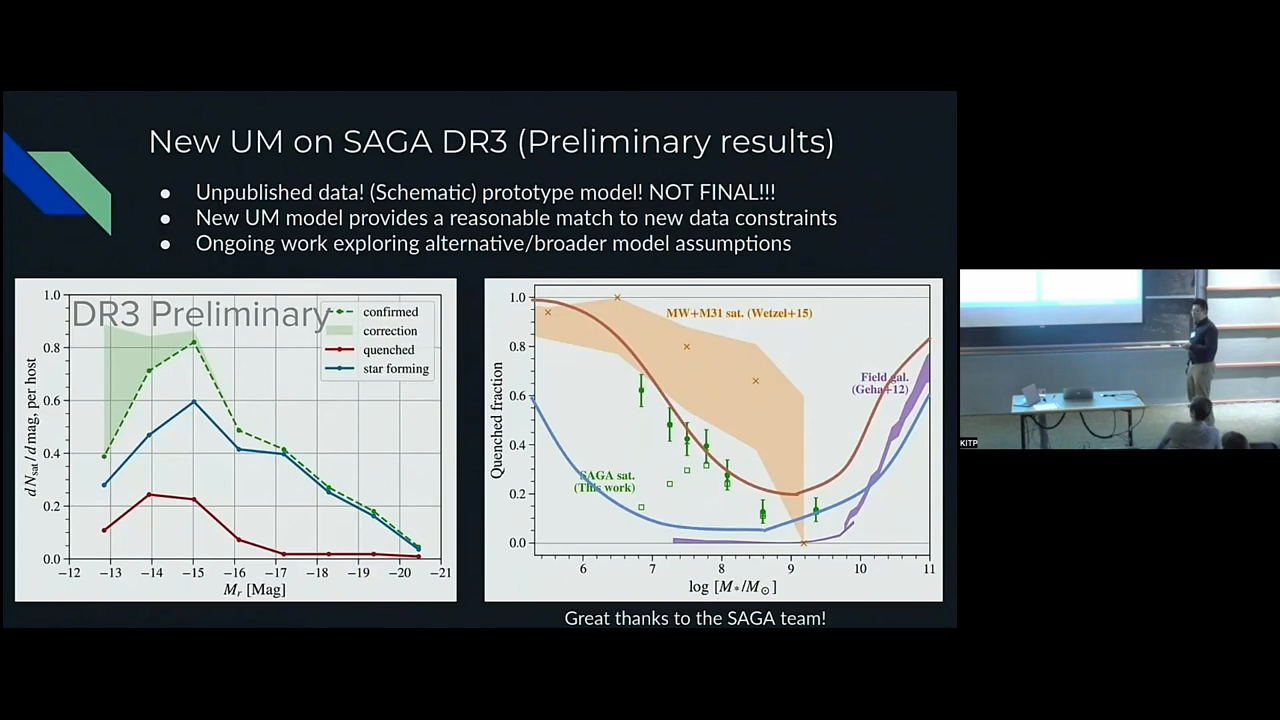 New UM on SAGA DR3 (Preliminary results)
● Unpublished data! (Schematic) prototype model! NOT FINAL!!!
● New UM model provides a reasonable match to new data constraints
● Ongoing work exploring alternative/broader model assumptions
DR3 Preliminary
confirmed
correction
quenched
star forming
1.0
0.8
0.6
0.4
0.2
0.0
dN_sat/d mag, per host
−12 −13 −14 −15 −16 −17 −18 −19 −20 −21
M_r [Mag]
MW+M31 sat. (Wetzel+15)
Field gal.
(Geha+12)
SAGA sat.
(This work)
1.0
0.8
0.6
0.4
0.2
0.0
Quenched fraction
6 7 8 9 10 11
log [M_*/M_⊙]
Great thanks to the SAGA team!
KITP